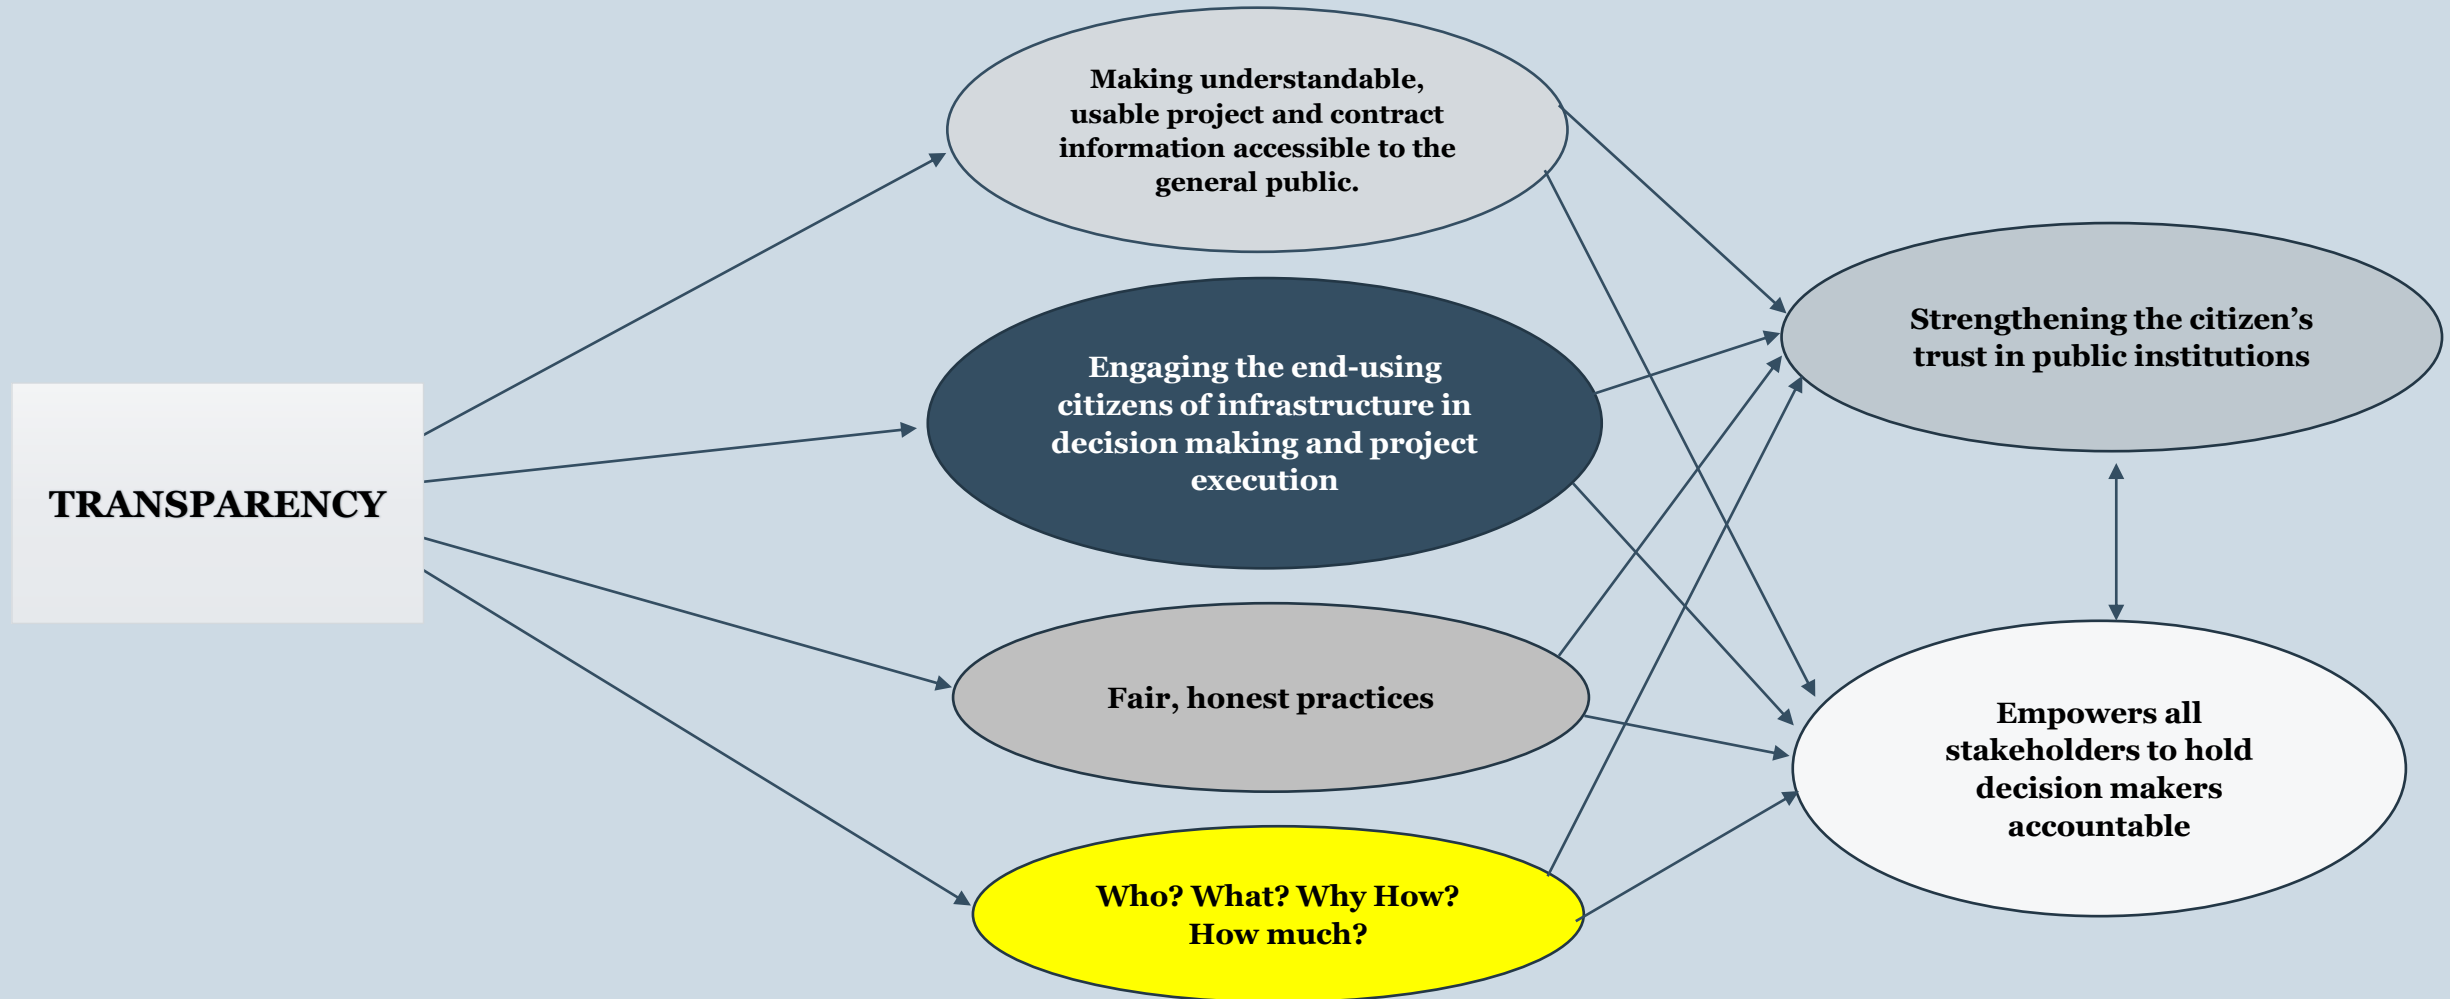 TRANSPARENCY
Making understandable,
usable project and contract
information accessible to the
general public.
Engaging the end-using
citizens of infrastructure in
decision making and project
execution
Fair, honest practices
Who? What? Why How?
How much?
Strengthening the citizen’s
trust in public institutions
Empowers all
stakeholders to hold
decision makers
accountable